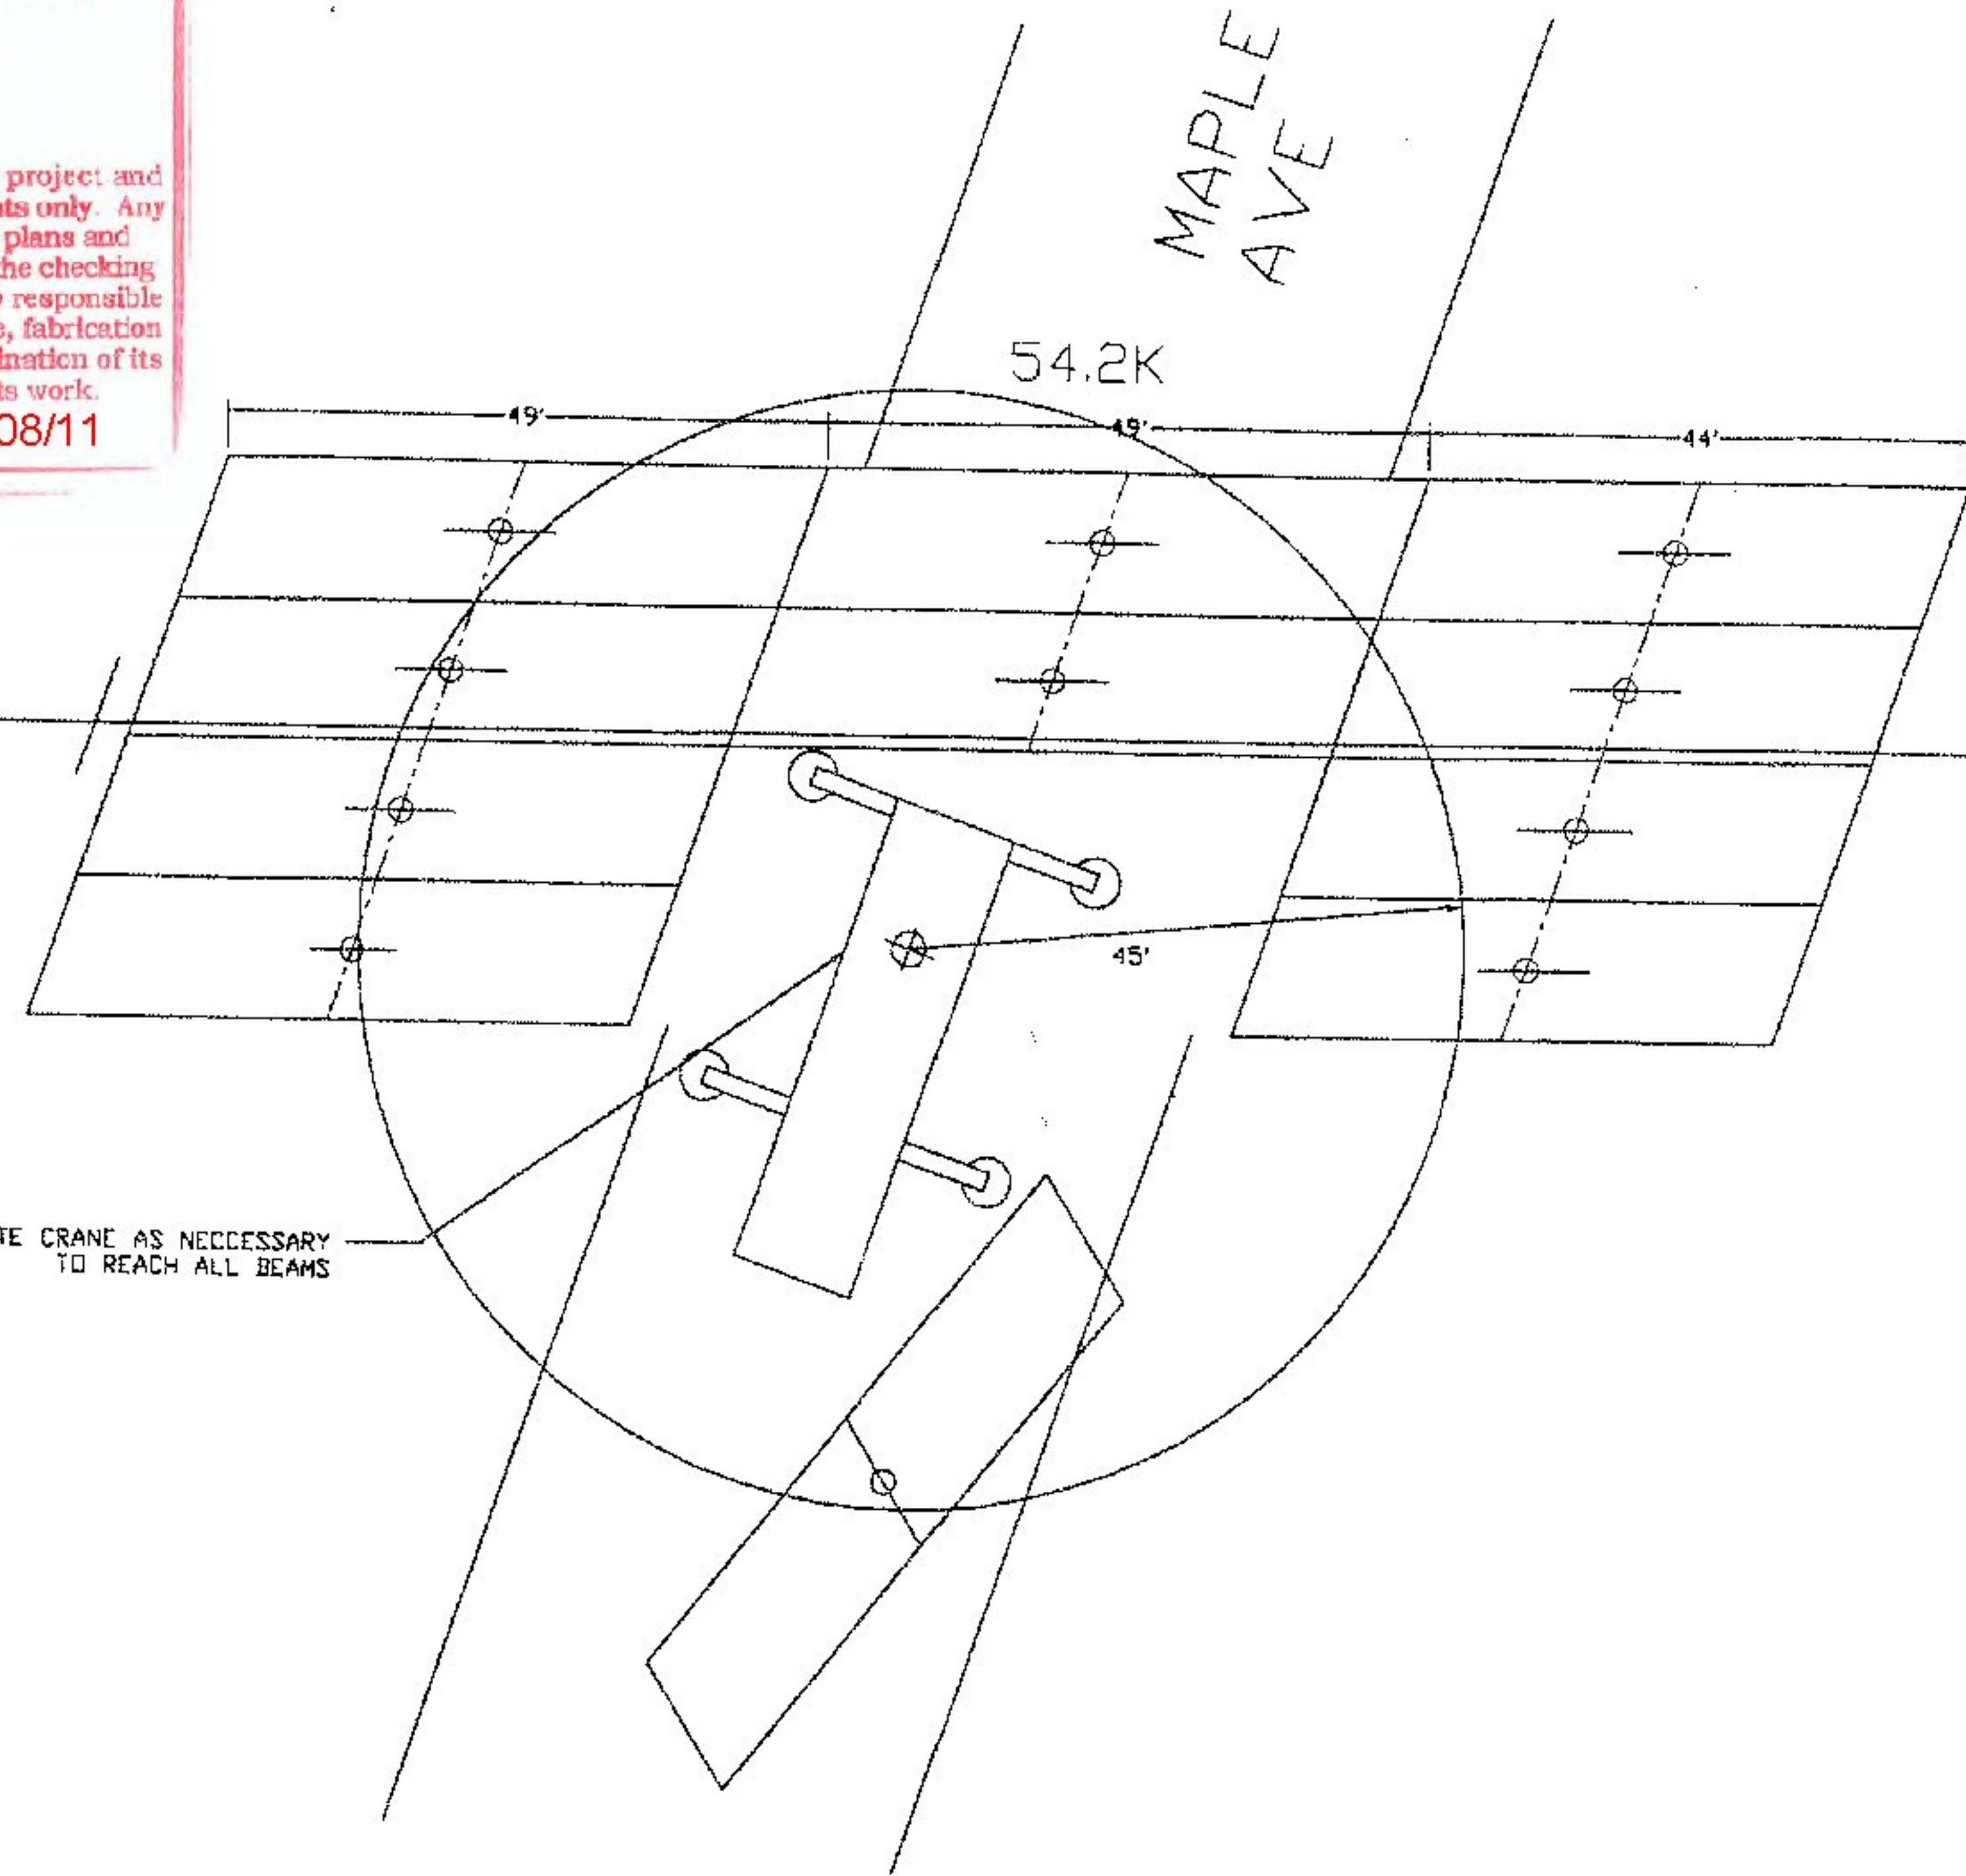 project and
ts only. Any
plans and
he checking
responsible
e, fabrication
ination of its
ts work.
08/11
MAPLE
AVE
54.2K
49'
49'
44'
45'
TE CRANE AS NECCESSARY
TO REACH ALL BEAMS